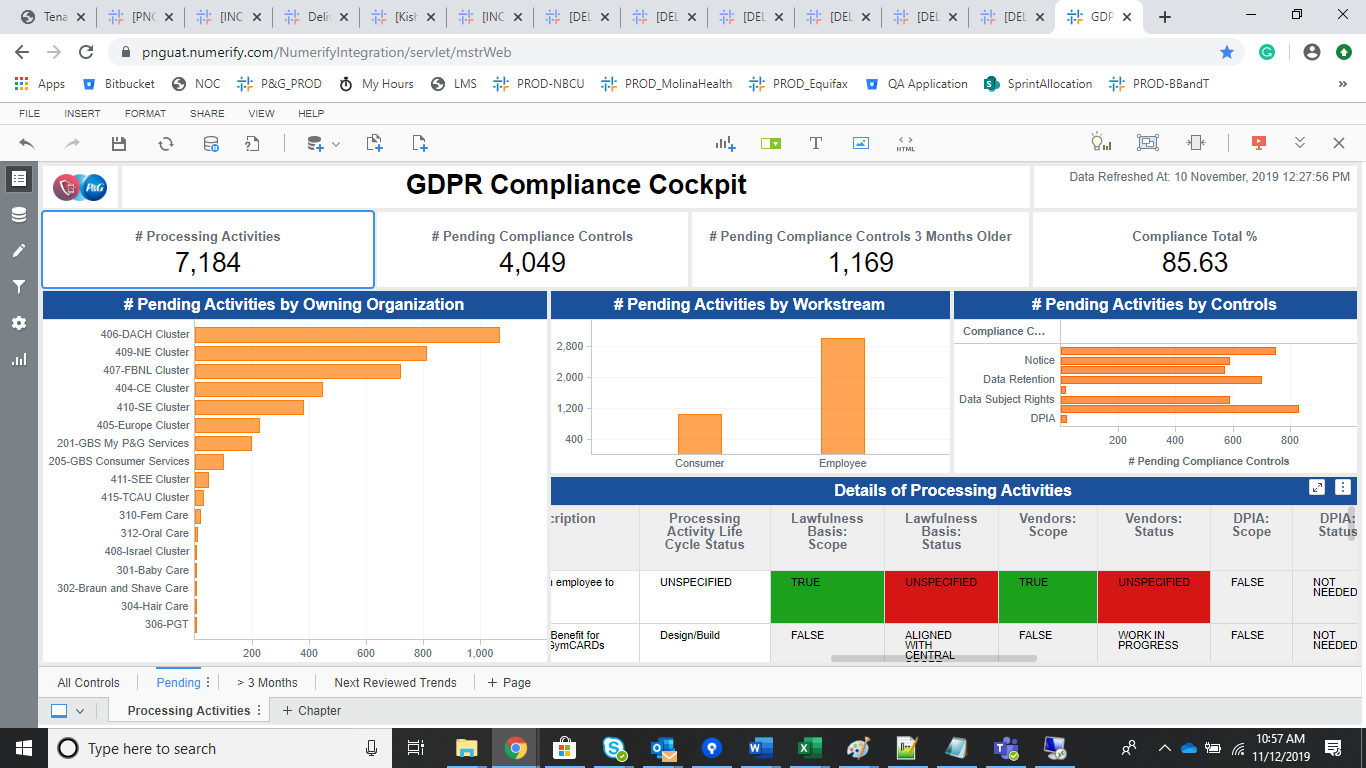 Tena
[PNC
[INC
Deliv
[Kish
[INC
[DEL
[DEL
[DEL
[DEL
[DEL
[DEL
GDP
pnguat.numerify.com/NumerifyIntegration/servlet/mstrWeb
Apps
Bitbucket
NOC
P&G_PROD
My Hours
LMS
PROD-NBCU
PROD_MolinaHealth
PROD_Equifax
QA Application
SprintAllocation
PROD-BBandT
FILE
INSERT
FORMAT
SHARE
VIEW
HELP
HTML
P&G
GDPR Compliance Cockpit
Data Refreshed At: 10 November, 2019 12:27:56 PM
# Processing Activities
7,184
# Pending Compliance Controls
4,049
# Pending Compliance Controls 3 Months Older
1,169
Compliance Total %
85.63
# Pending Activities by Owning Organization
406-DACH Cluster
409-NE Cluster
407-FBNL Cluster
404-CE Cluster
410-SE Cluster
405-Europe Cluster
201-GBS My P&G Services
205-GBS Consumer Services
411-SEE Cluster
415-TCAU Cluster
310-Fem Care
312-Oral Care
408-Israel Cluster
301-Baby Care
302-Braun and Shave Care
304-Hair Care
306-PGT
200
400
600
800
1,000
# Pending Activities by Workstream
2,800
2,000
1,200
400
Consumer
Employee
# Pending Activities by Controls
Compliance C...
Notice
Data Retention
Data Subject Rights
DPIA
200
400
600
800
# Pending Compliance Controls
Details of Processing Activities
cription
Processing
Activity Life
Cycle Status
Lawfulness
Basis:
Scope
Lawfulness
Basis:
Status
Vendors:
Scope
Vendors:
Status
DPIA:
Scope
DPIA:
Status
employee to
UNSPECIFIED
TRUE
UNSPECIFIED
TRUE
UNSPECIFIED
FALSE
NOT
NEEDED
Benefit for
SymCARDs
Design/Build
FALSE
ALIGNED
WITH
CENTRAL
FALSE
WORK IN
PROGRESS
FALSE
NOT
NEEDED
All Controls
Pending
> 3 Months
Next Reviewed Trends
+ Page
Processing Activities
+ Chapter
Type here to search
10:57 AM
11/12/2019